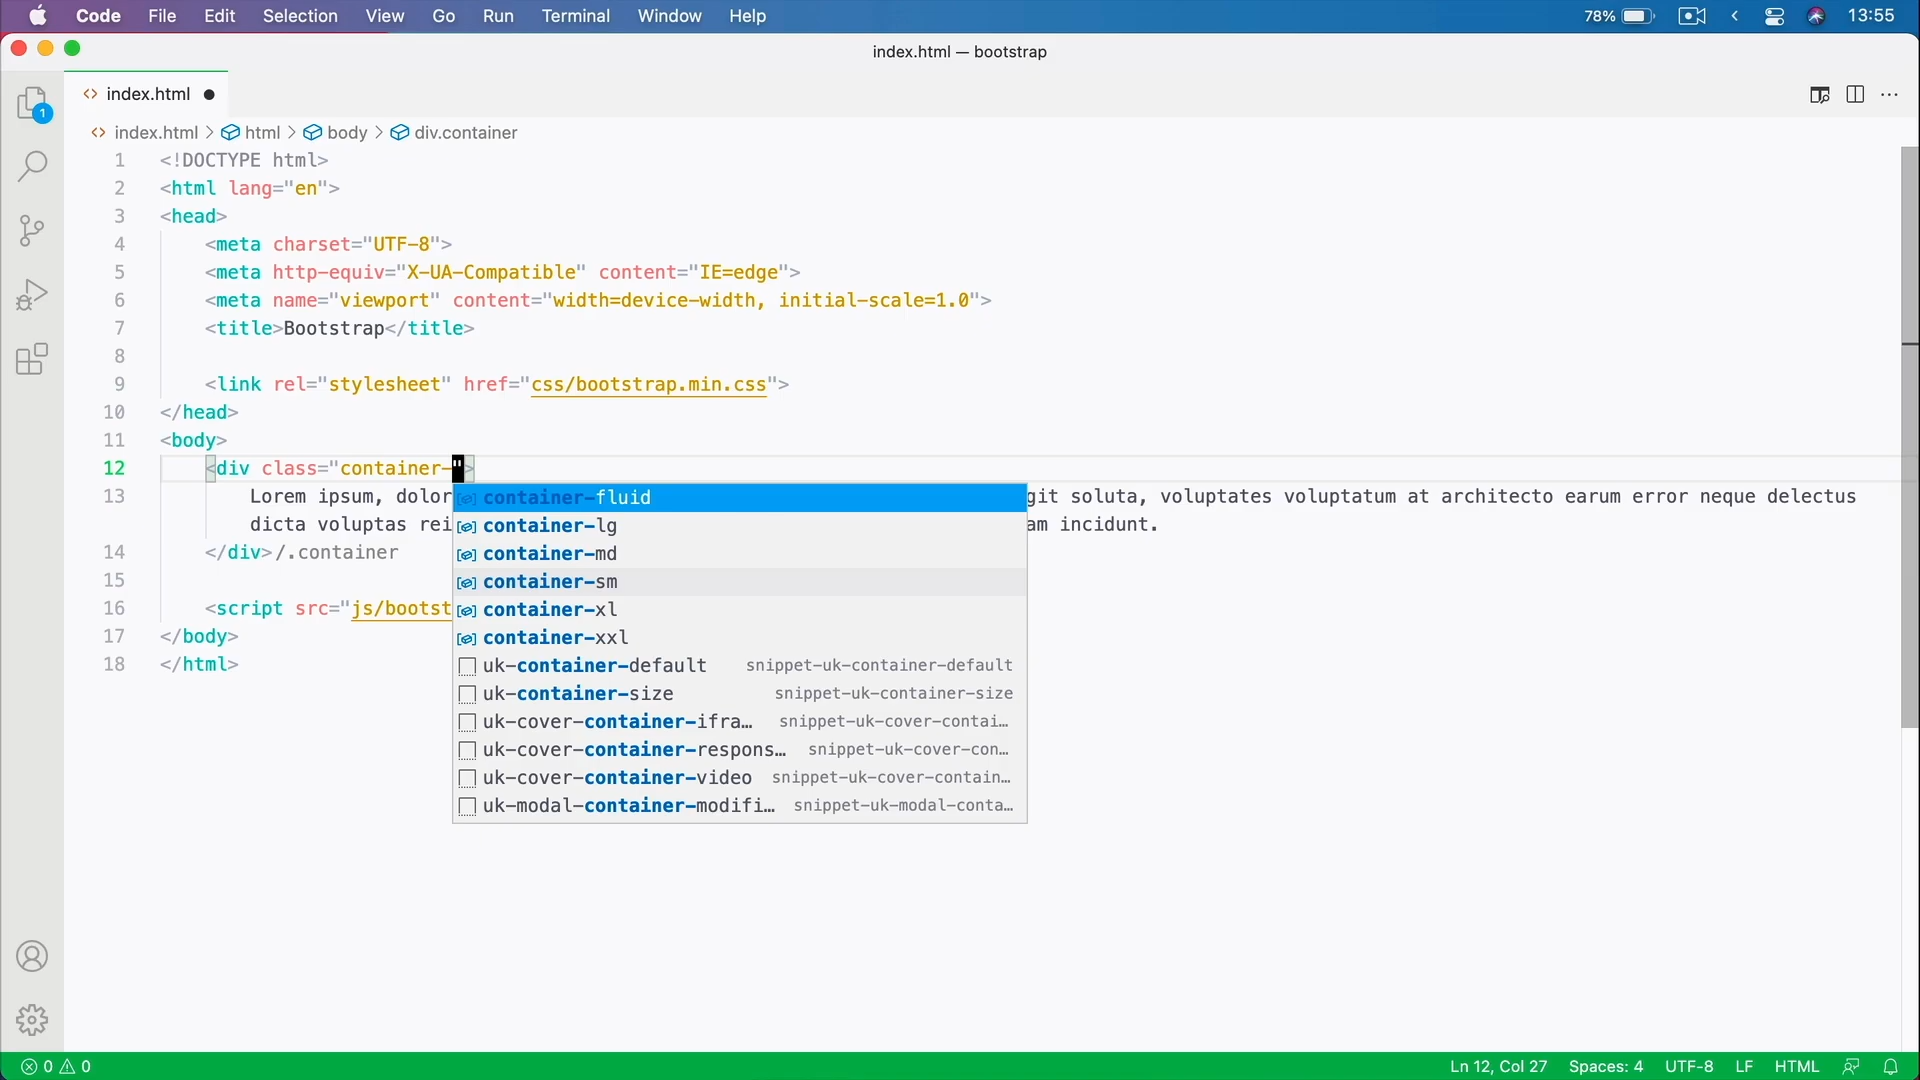 Code File Edit Selection View Go Run Terminal Window Help 78% 13:55
index.html — bootstrap
1
<> index.html
<> index.html > html > body > div.container
1 <!DOCTYPE html>
2 <html lang="en">
3 <head>
4 <meta charset="UTF-8">
5 <meta http-equiv="X-UA-Compatible" content="IE=edge">
6 <meta name="viewport" content="width=device-width, initial-scale=1.0">
7 <title>Bootstrap</title>
8
9 <link rel="stylesheet" href="css/bootstrap.min.css">
10 </head>
11 <body>
12 <div class="container-">
13 Lorem ipsum, dolor git soluta, voluptates voluptatum at architecto earum error neque delectus
dicta voluptas rei am incidunt.
14 </div>/.container
15
16 <script src="js/bootst
17 </body>
18 </html>
container-fluid
container-lg
container-md
container-sm
container-xl
container-xxl
uk-container-default snippet-uk-container-default
uk-container-size snippet-uk-container-size
uk-cover-container-ifra… snippet-uk-cover-contai…
uk-cover-container-respons… snippet-uk-cover-con…
uk-cover-container-video snippet-uk-cover-contain…
uk-modal-container-modifi… snippet-uk-modal-conta…
0 0 Ln 12, Col 27 Spaces: 4 UTF-8 LF HTML